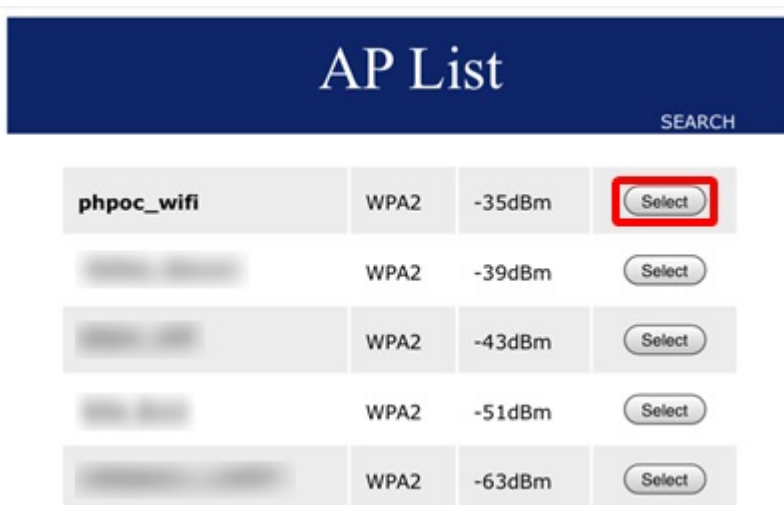 AP List
SEARCH
phpoc_wifi WPA2 -35dBm Select
WPA2 -39dBm Select
WPA2 -43dBm Select
WPA2 -51dBm Select
WPA2 -63dBm Select